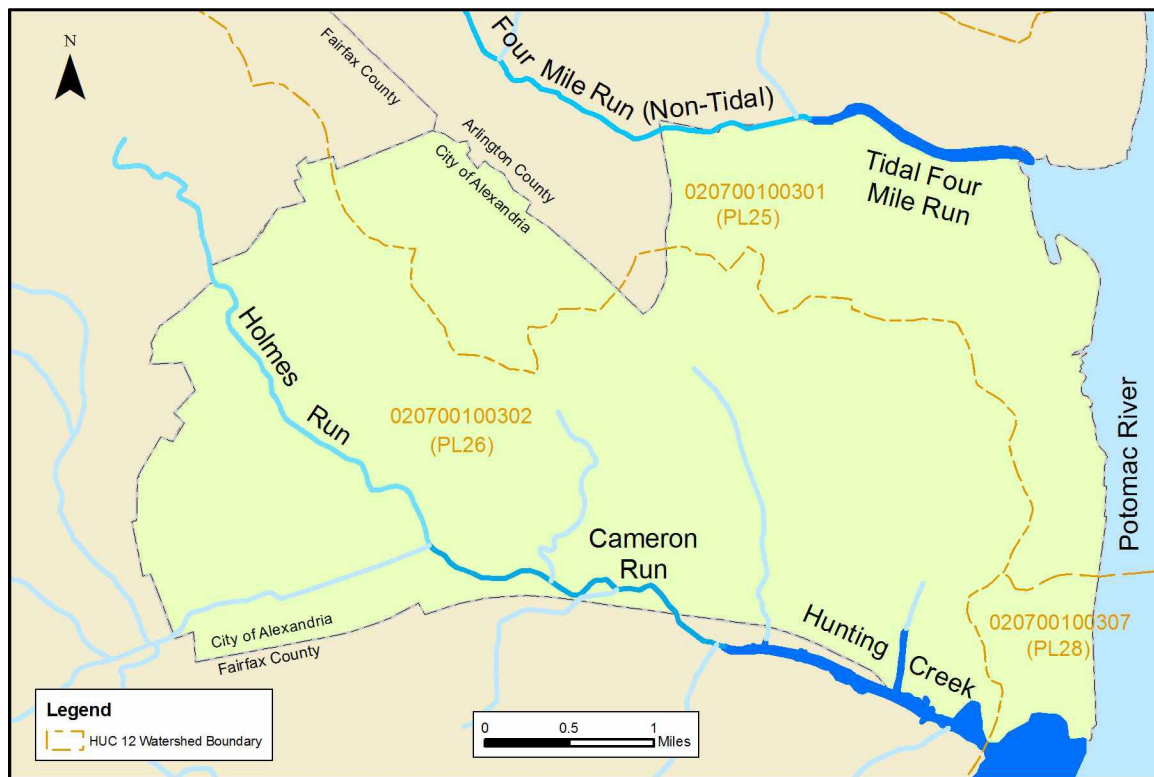 N
Fairfax County
Arlington County
City of Alexandria
Four Mile Run (Non-Tidal)
Tidal Four
Mile Run
020700100301
(PL25)
Holmes
Run
020700100302
(PL26)
Potomac River
Cameron
Run
Hunting
Creek
020700100307
(PL28)
City of Alexandria
Fairfax County
Legend
HUC 12 Watershed Boundary
0 0.5 1
Miles